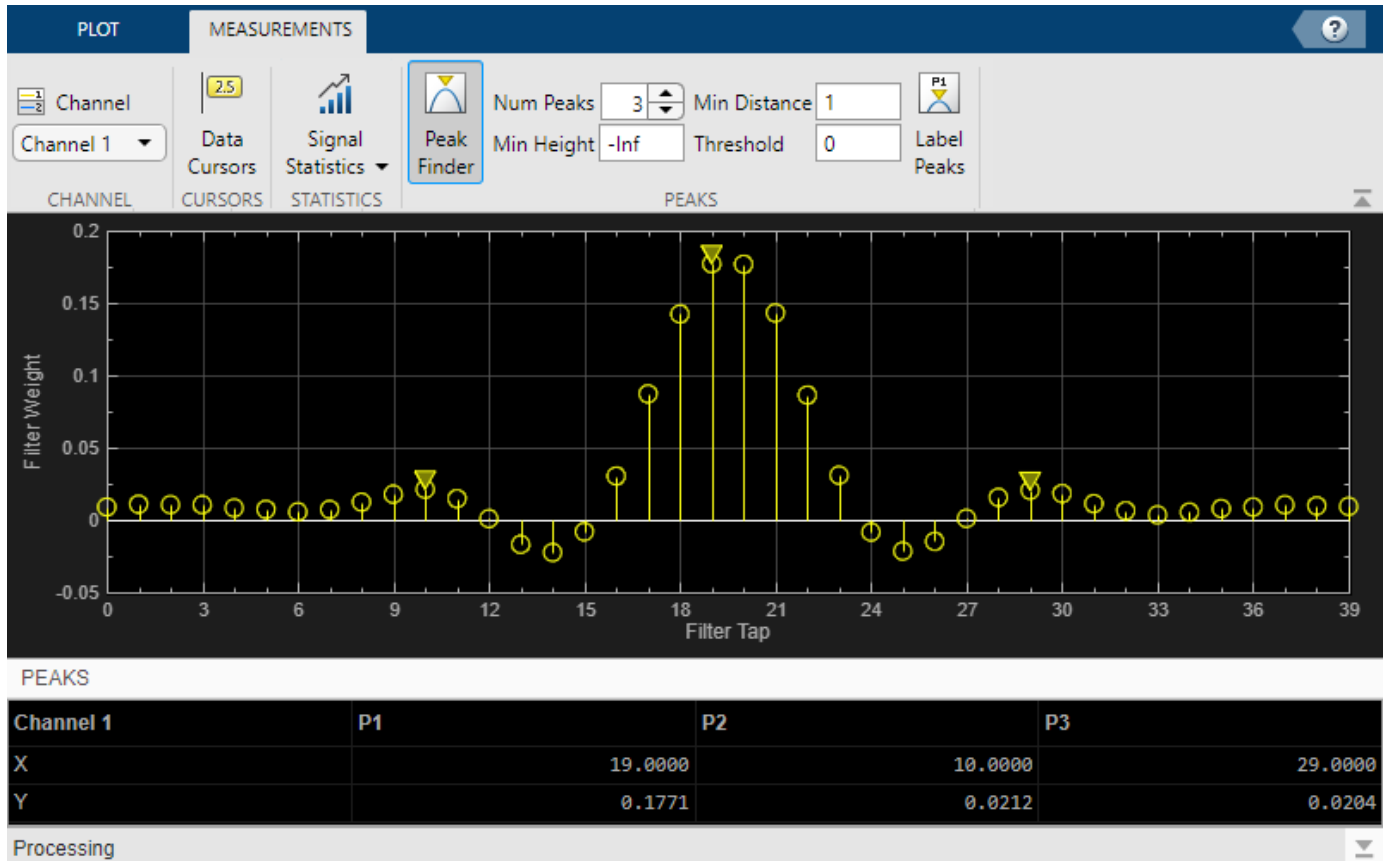 PLOT MEASUREMENTS ?
1 2 Channel 2.5 P1
Num Peaks 3 Min Distance 1
Channel 1 Data Signal Peak Min Height -Inf Threshold 0 Label
Cursors Statistics Finder Peaks
CHANNEL CURSORS STATISTICS PEAKS
0.2
0.15
0.1
0.05
0
-0.05
Filter Weight
0 3 6 9 12 15 18 21 24 27 30 33 36 39
Filter Tap
PEAKS
Channel 1 P1 P2 P3
X 19.0000 10.0000 29.0000
Y 0.1771 0.0212 0.0204
Processing